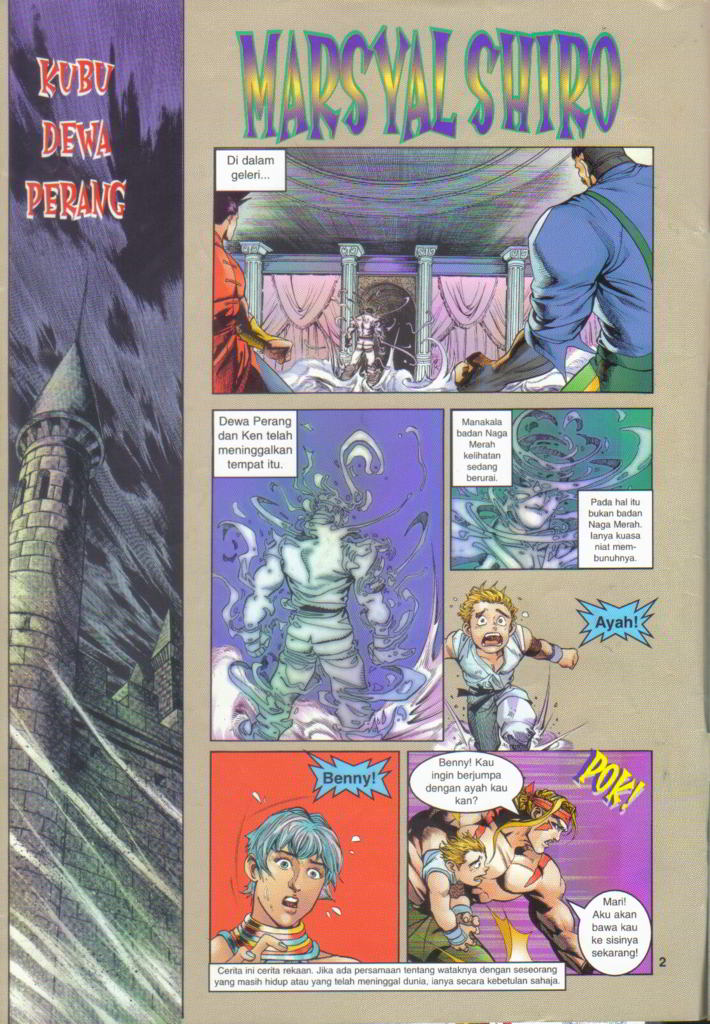 KUBU
DEWA
PERANG
MARSYAL SHIRO
Di dalam
geleri...
Dewa Perang
dan Ken telah
meninggalkan
tempat itu.
Manakala
badan Naga
Merah
kelihatan
sedang
berurai.
Pada hal itu
bukan badan
Naga Merah.
Ianya kuasa
niat mem-
bunuhnya.
Ayah!
Benny!
Benny! Kau
ingin berjumpa
dengan ayah kau
kan?
POK!
Mari!
Aku akan
bawa kau
ke sisinya
sekarang!
Cerita ini cerita rekaan. Jika ada persamaan tentang wataknya dengan seseorang
yang masih hidup atau yang telah meninggal dunia, ianya secara kebetulan sahaja.
2